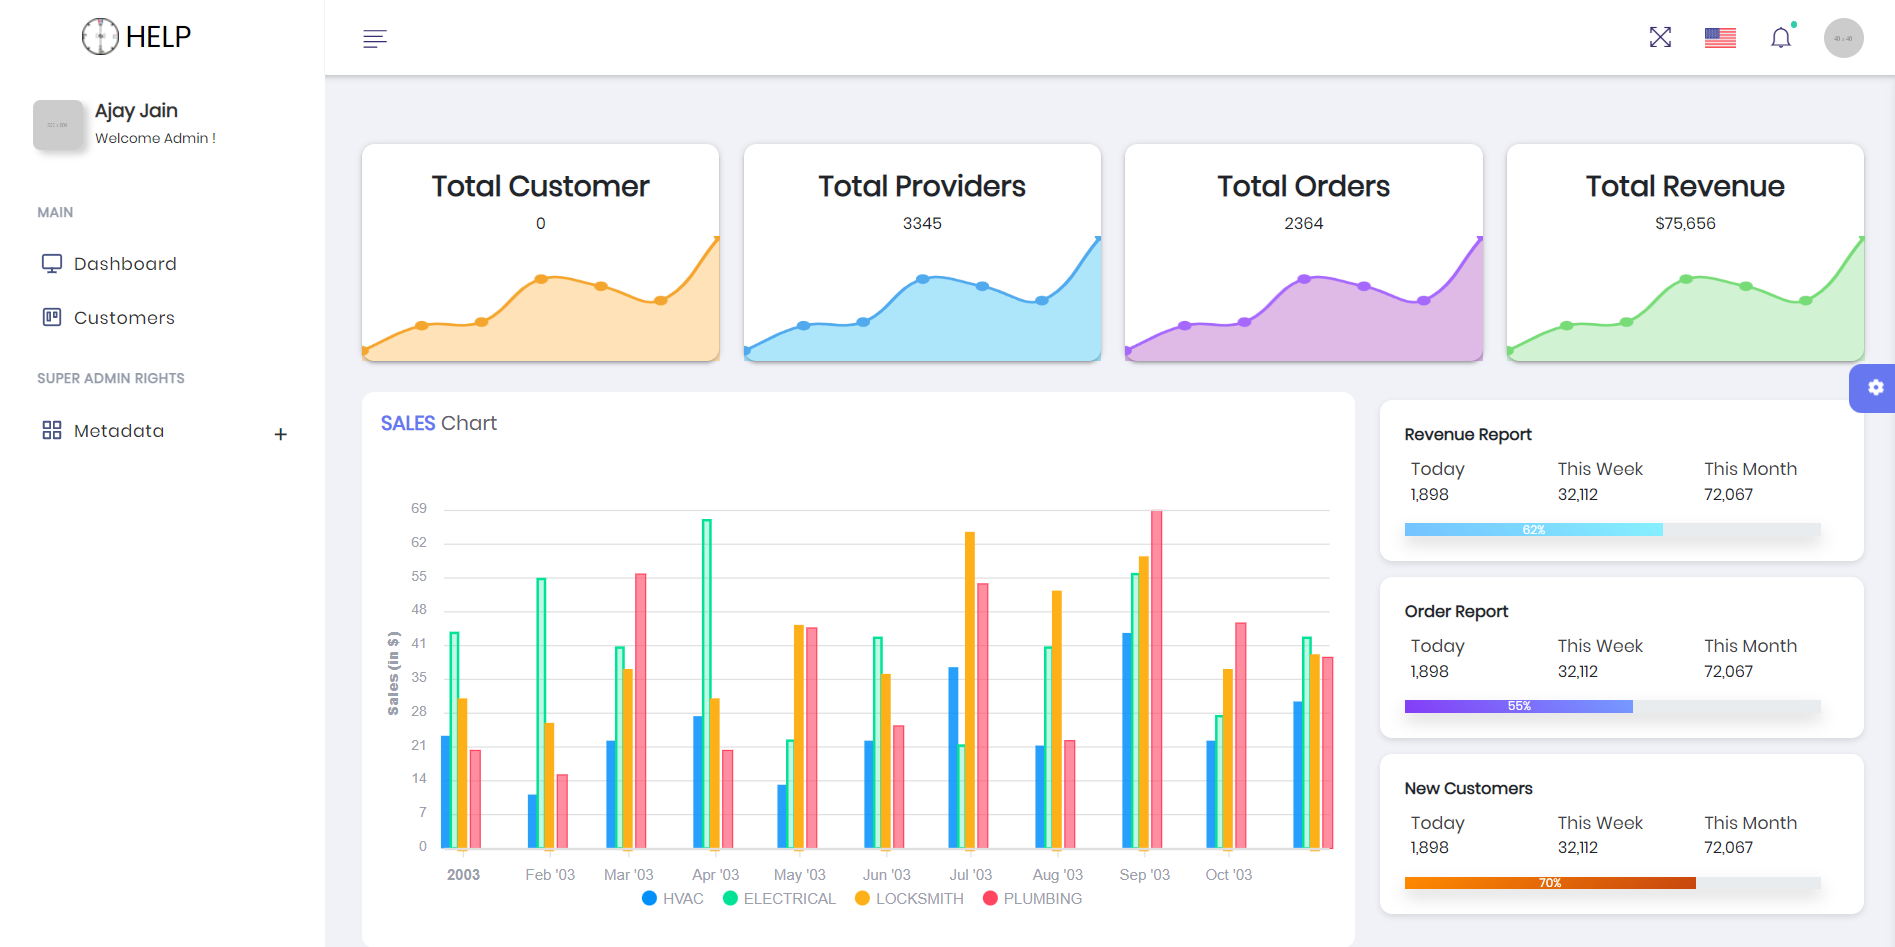 HELP
40 x 40
Ajay Jain
Welcome Admin !
MAIN
Dashboard
Customers
SUPER ADMIN RIGHTS
Metadata
+
Total Customer
0
Total Providers
3345
Total Orders
2364
Total Revenue
$75,656
SALES Chart
Sales (in $)
69
62
55
48
41
35
28
21
14
7
0
2003 Feb '03 Mar '03 Apr '03 May '03 Jun '03 Jul '03 Aug '03 Sep '03 Oct '03
HVAC ELECTRICAL LOCKSMITH PLUMBING
Revenue Report
Today This Week This Month
1,898 32,112 72,067
62%
Order Report
Today This Week This Month
1,898 32,112 72,067
55%
New Customers
Today This Week This Month
1,898 32,112 72,067
70%